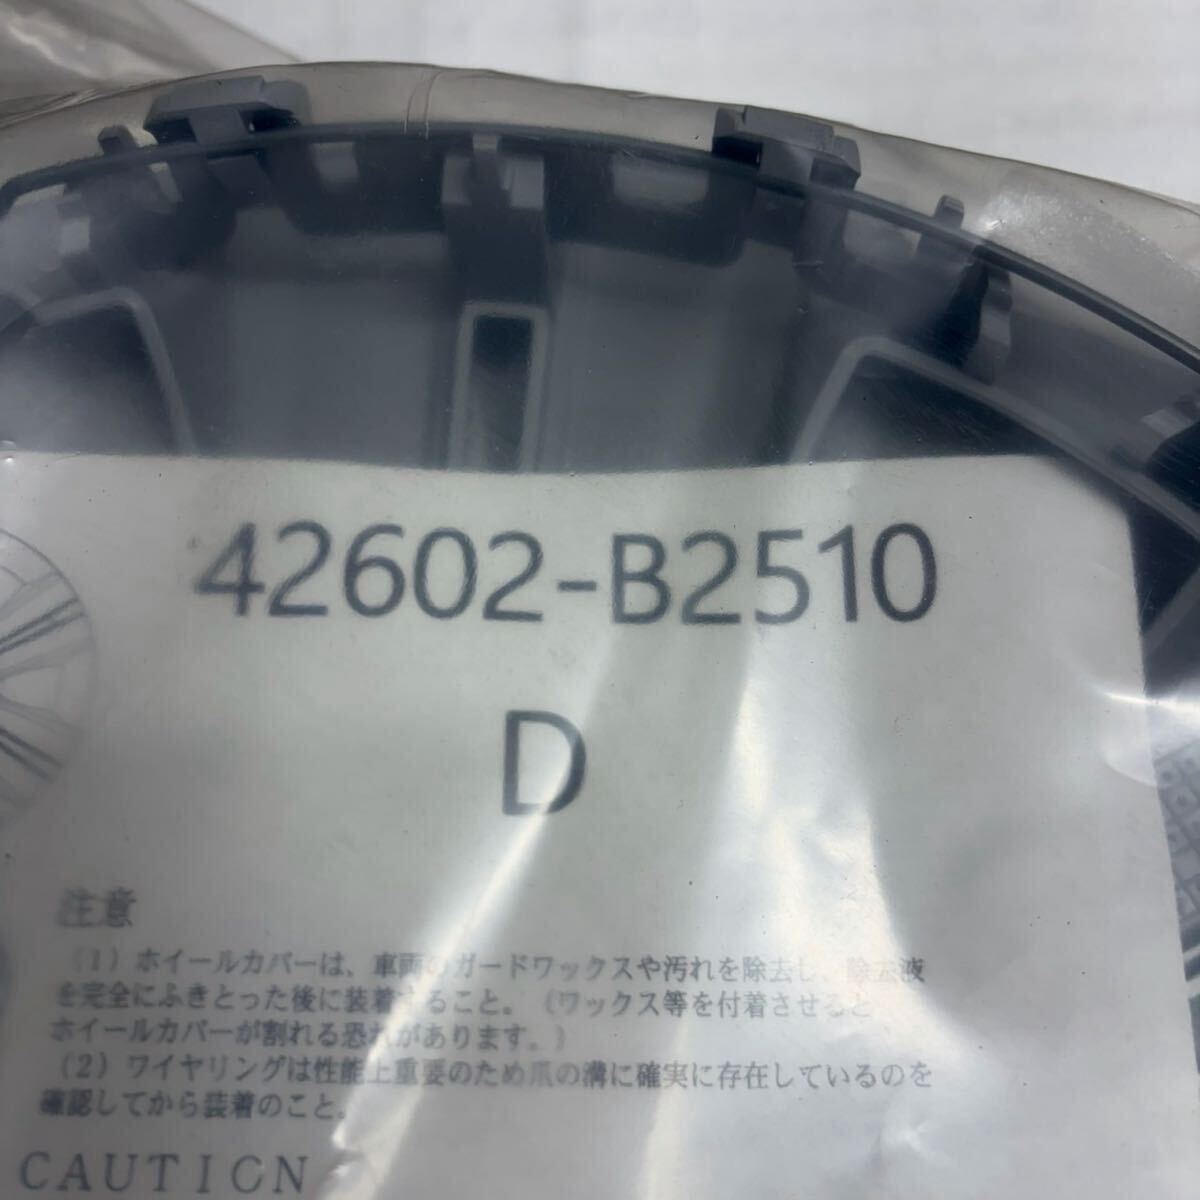 42602-B2510
D
注意
(1) ホイールカバーは、車両のガードワックスや汚れを除去し、除去液
を完全にふきとった後に装着すること。(ワックス等を付着させると
ホイールカバーが割れる恐れがあります。)
(2) ワイヤリングは性能上重要のため爪の溝に確実に存在しているのを
確認してから装着のこと。
CAUTION